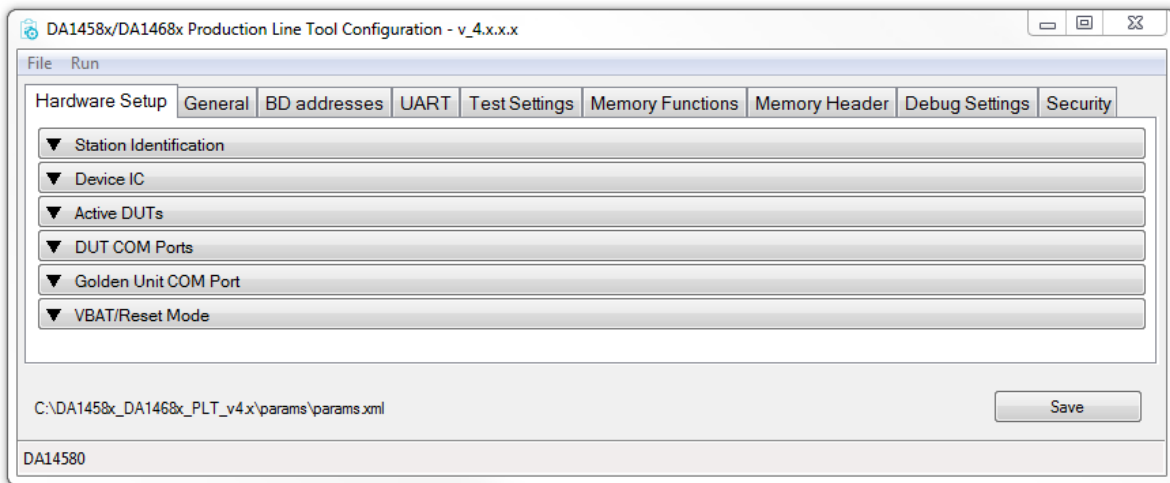 DA1458x/DA1468x Production Line Tool Configuration - v_4.x.x.x
File Run
Hardware Setup General BD addresses UART Test Settings Memory Functions Memory Header Debug Settings Security
Station Identification
Device IC
Active DUTs
DUT COM Ports
Golden Unit COM Port
VBAT/Reset Mode
C:\DA1458x_DA1468x_PLT_v4.x\params\params.xml
Save
DA14580